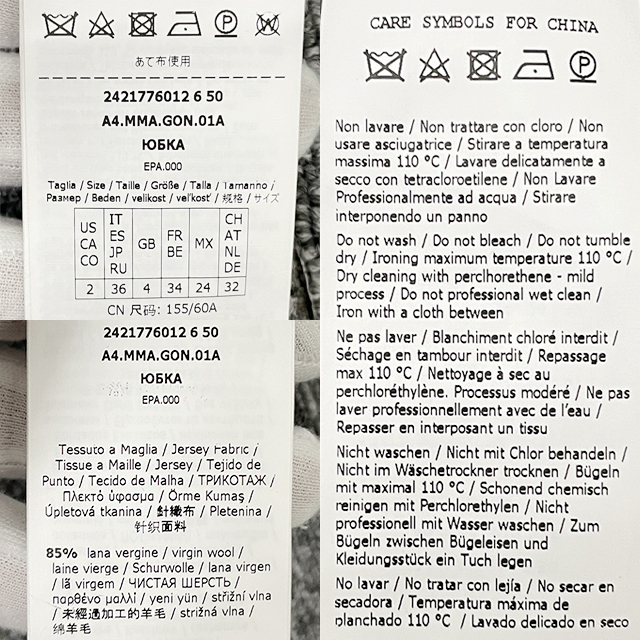 あて布使用
2421776012 6 50
A4.MMA.GON.01A
ЮБКА
EPA.000
Taglia / Size / Taille / Größe / Talla / Tamanho /
Размер / Beden / velikost / veľkosť / 規格 / サイズ
US CA CO IT ES JP RU GB FR BE MX CH AT NL DE
2 36 4 34 24 32
CN 尺码: 155/60A
2421776012 6 50
A4.MMA.GON.01A
ЮБКА
EPA.000
Tessuto a Maglia / Jersey Fabric /
Tissue a Maille / Jersey / Tejido de
Punto / Tecido de Malha / ТРИКОТАЖ /
Πλεκτό ύφασμα / Örme Kumaş /
Úpletová tkanina / 針織布 / Pletenina /
针织面料
85% lana vergine / virgin wool /
laine vierge / Schurwolle / lana virgen
/ lã virgem / ЧИСТАЯ ШЕРСТЬ /
παρθένο μαλλί / yeni yün / střižní vlna
/ 未經過加工的羊毛 / strižná vlna /
绵羊毛
CARE SYMBOLS FOR CHINA
Non lavare / Non trattare con cloro / Non
usare asciugatrice / Stirare a temperatura
massima 110 °C / Lavare delicatamente a
secco con tetracloroetilene / Non Lavare
Professionalmente ad acqua / Stirare
interponendo un panno
Do not wash / Do not bleach / Do not tumble
dry / Ironing maximum temperature 110 °C /
Dry cleaning with perclhorethene - mild
process / Do not professional wet clean /
Iron with a cloth between
Ne pas laver / Blanchiment chloré interdit /
Séchage en tambour interdit / Repassage
max 110 °C / Nettoyage à sec au
perchloréthylène. Processus modéré / Ne pas
laver professionnellement avec de l'eau /
Repasser en interposant un tissu
Nicht waschen / Nicht mit Chlor behandeln /
Nicht im Wäschetrockner trocknen / Bügeln
mit maximal 110 °C / Schonend chemisch
reinigen mit Perchlorethylen / Nicht
professionell mit Wasser waschen / Zum
Bügeln zwischen Bügeleisen und
Kleidungsstück ein Tuch legen
No lavar / No tratar con lejía / No secar en
secadora / Temperatura máxima de
planchado 110 °C / Lavado delicado en seco